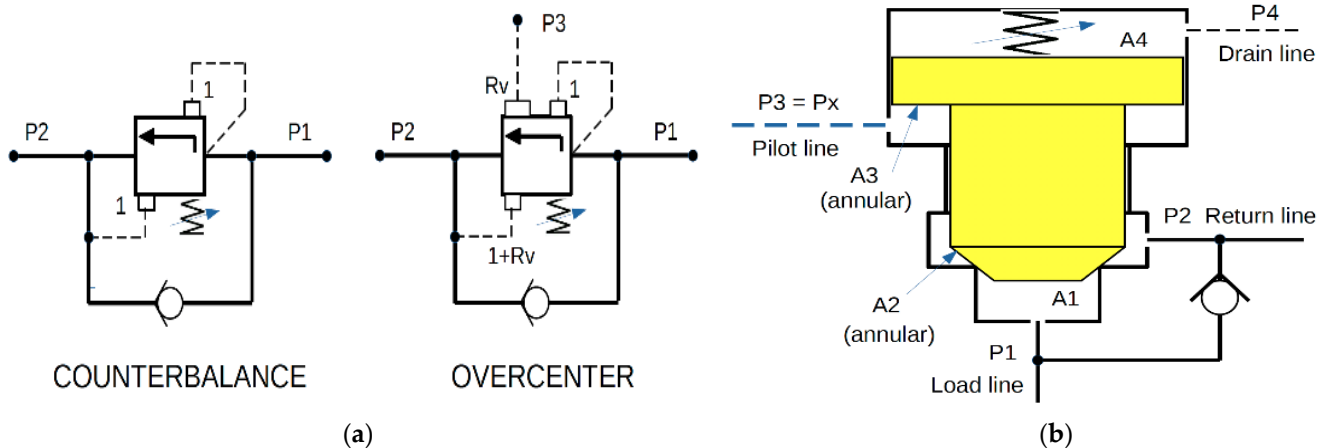 P3
1
Rv
1
P2
P1
P2
P1
1
1+Rv
COUNTERBALANCE
OVERCENTER
(a)
P4
A4
Drain line
P3 = Px
Pilot line
A3
(annular)
P2 Return line
A2
(annular)
A1
P1
Load line
(b)